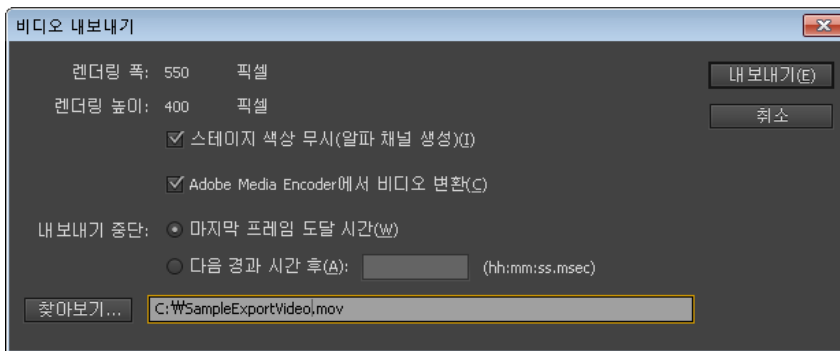 비디오 내보내기
렌더링 폭: 550 픽셀
내보내기(E)
렌더링 높이: 400 픽셀
취소
스테이지 색상 무시(알파 채널 생성)(I)
Adobe Media Encoder에서 비디오 변환(C)
내보내기 중단: 마지막 프레임 도달 시간(W)
다음 경과 시간 후(A): (hh:mm:ss.msec)
찾아보기... C:₩SampleExportVideo.mov